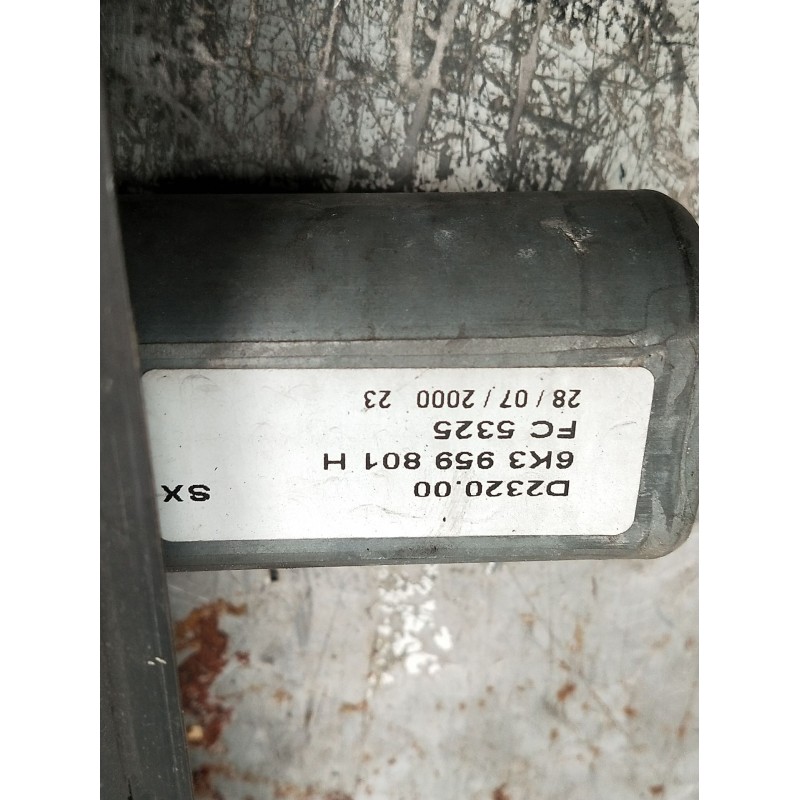 D2320.00 SX
6K3 959 801 H
FC 5325
28 / 07 / 2000 23